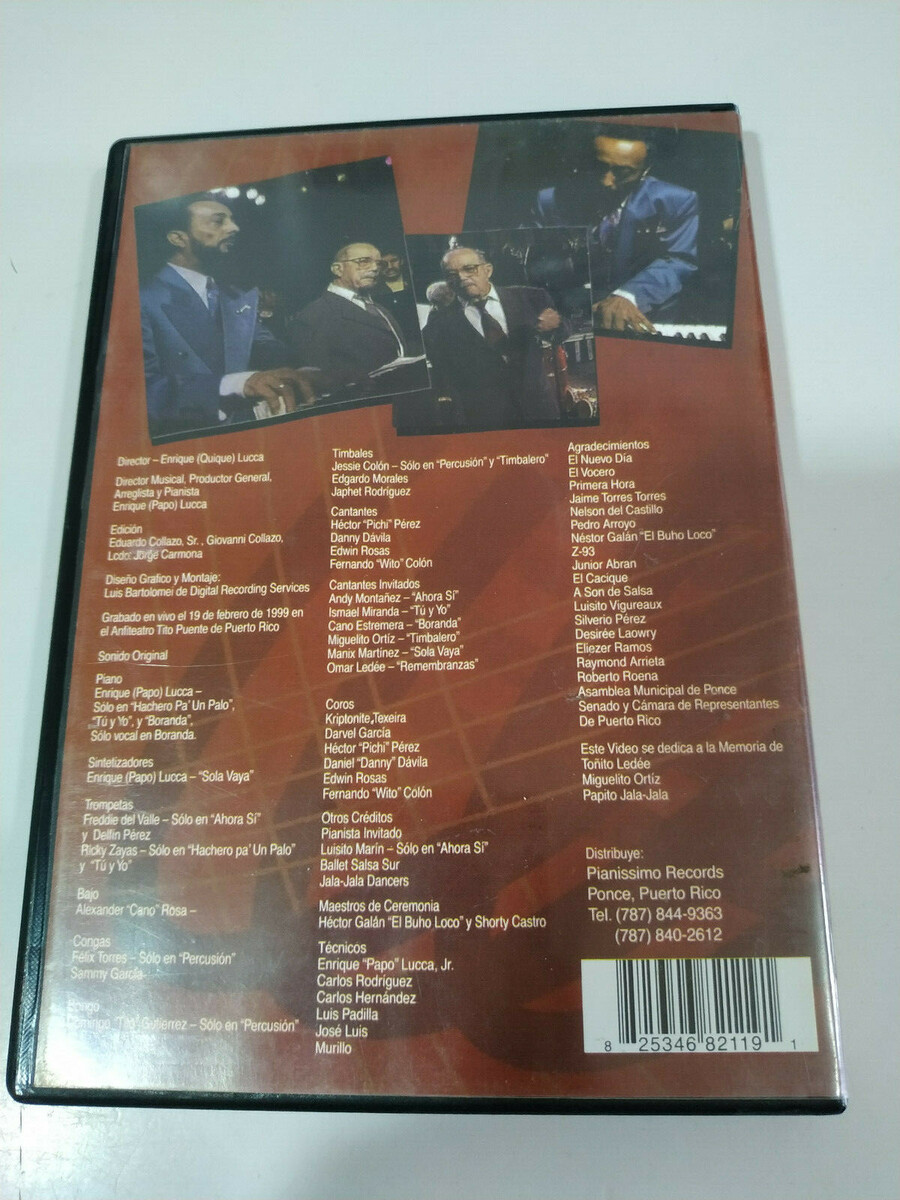 Director – Enrique (Quique) Lucca
Director Musical, Productor General,
Arreglista y Pianista
Enrique (Papo) Lucca
Edición
Eduardo Collazo, Sr., Giovanni Collazo,
Lcdo. Jorge Carmona
Diseño Grafico y Montaje:
Luis Bartolomei de Digital Recording Services
Grabado en vivo el 19 de febrero de 1999 en
el Anfiteatro Tito Puente de Puerto Rico
Sonido Original
Piano
Enrique (Papo) Lucca –
Sólo en "Hachero Pa' Un Palo",
"Tú y Yo", y "Boranda",
Sólo vocal en Boranda.
Sintetizadores
Enrique (Papo) Lucca – "Sola Vaya"
Trompetas
Freddie del Valle – Sólo en "Ahora Sí"
y Delfin Pérez
Ricky Zayas – Sólo en "Hachero pa' Un Palo"
y "Tú y Yo"
Bajo
Alexander "Cano" Rosa –
Congas
Félix Torres – Sólo en "Percusión"
Sammy García-
Bongo
Domingo "Tito" Gutierrez – Sólo en "Percusión"
Timbales
Jessie Colón – Sólo en "Percusión" y "Timbalero"
Edgardo Morales
Japhet Rodríguez
Cantantes
Héctor "Pichi" Pérez
Danny Dávila
Edwin Rosas
Fernando "Wito" Colón
Cantantes Invitados
Andy Montañez – "Ahora Sí"
Ismael Miranda – "Tú y Yo"
Cano Estremera – "Boranda"
Miguelito Ortíz – "Timbalero"
Manix Martínez – "Sola Vaya"
Omar Ledée – "Remembranzas"
Coros
Kriptonite,Texeira
Darvel García
Héctor "Pichi" Pérez
Daniel "Danny" Dávila
Edwin Rosas
Fernando "Wito" Colón
Otros Créditos
Pianista Invitado
Luisito Marín – Sólo en "Ahora Sí"
Ballet Salsa Sur
Jala-Jala Dancers
Maestros de Ceremonia
Héctor Galán "El Buho Loco" y Shorty Castro
Técnicos
Enrique "Papo" Lucca, Jr.
Carlos Rodríguez
Carlos Hernández
Luis Padilla
José Luis
Murillo
Agradecimientos
El Nuevo Día
El Vocero
Primera Hora
Jaime Torres Torres
Nelson del Castillo
Pedro Arroyo
Néstor Galán "El Buho Loco"
Z-93
Junior Abran
El Cacique
A Son de Salsa
Luisito Vigureaux
Silverio Pérez
Desirée Laowry
Eliezer Ramos
Raymond Arrieta
Roberto Roena
Asamblea Municipal de Ponce
Senado y Cámara de Representantes
De Puerto Rico
Este Video se dedica a la Memoria de
Toñito Ledée
Miguelito Ortíz
Papito Jala-Jala
Distribuye:
Pianissimo Records
Ponce, Puerto Rico
Tel. (787) 844-9363
(787) 840-2612
8 25346 82119 1